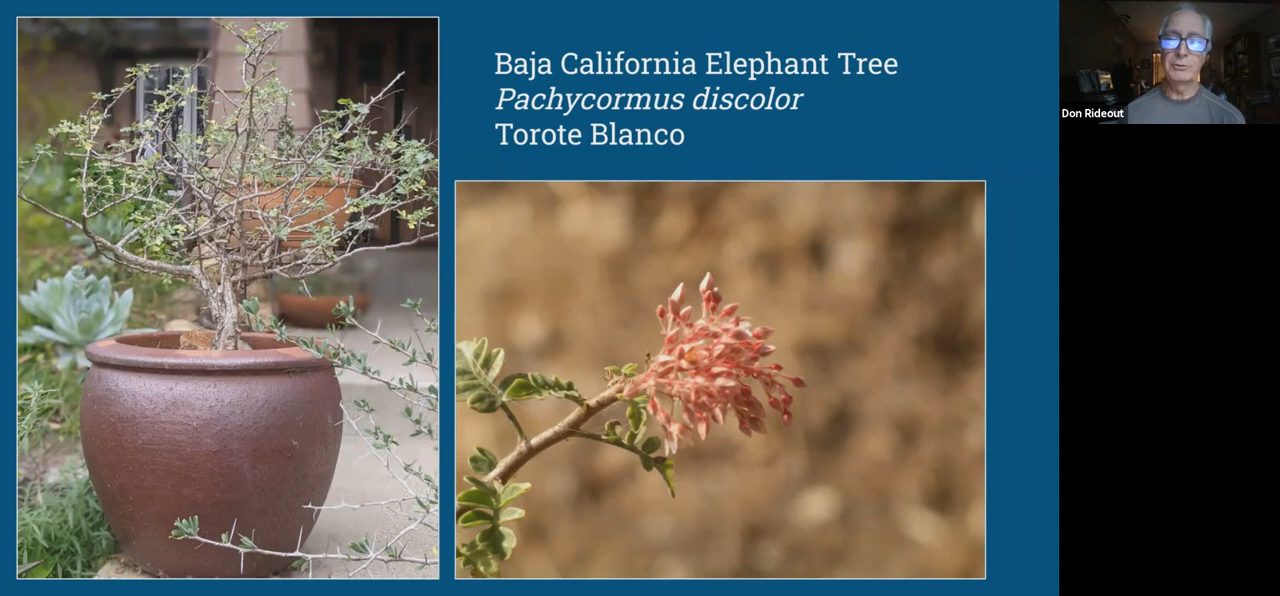 Baja California Elephant Tree
Pachycormus discolor
Torote Blanco
Don Rideout